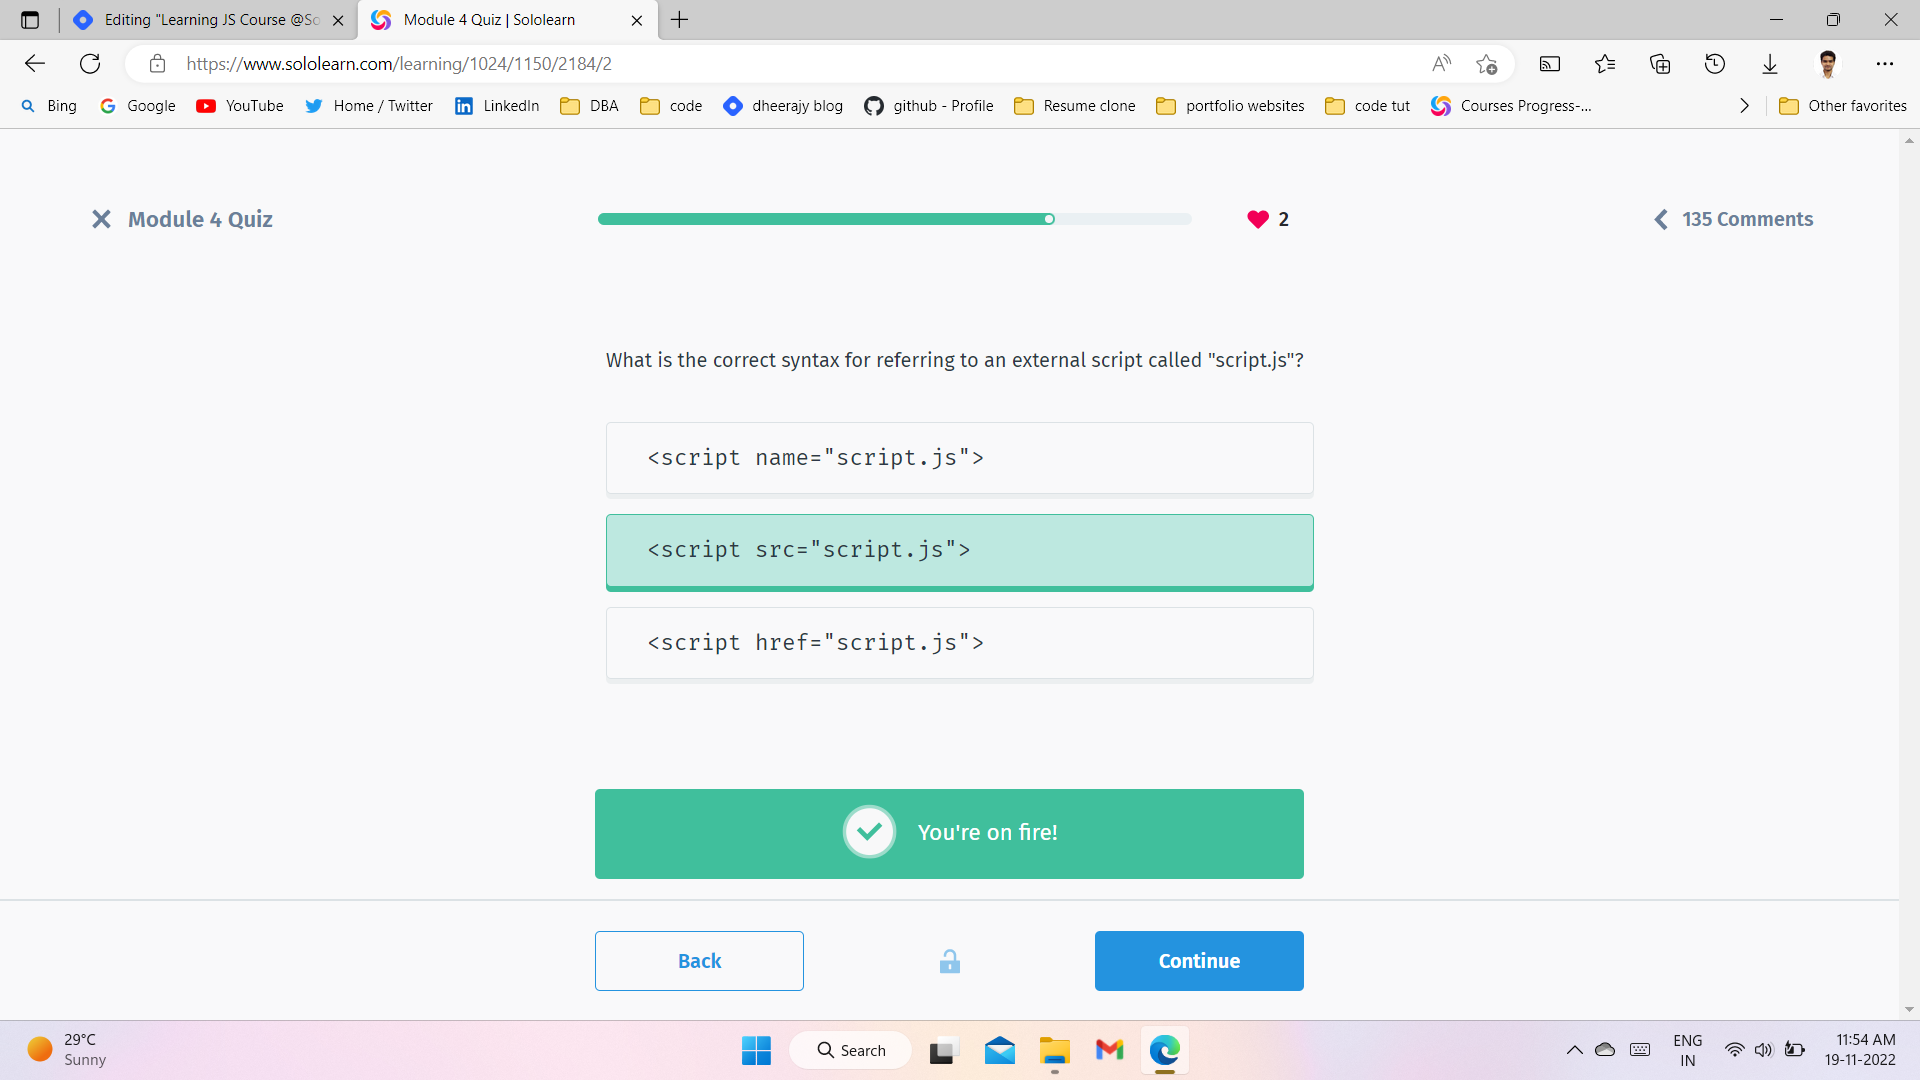 Editing "Learning JS Course @So
Module 4 Quiz | Sololearn
https://www.sololearn.com/learning/1024/1150/2184/2
Bing
Google
YouTube
Home / Twitter
LinkedIn
DBA
code
dheerajy blog
github - Profile
Resume clone
portfolio websites
code tut
Courses Progress-...
Other favorites
Module 4 Quiz
2
135 Comments
What is the correct syntax for referring to an external script called "script.js"?
<script name="script.js">
<script src="script.js">
<script href="script.js">
You're on fire!
Back
Continue
29°C
Sunny
Search
ENG
IN
11:54 AM
19-11-2022